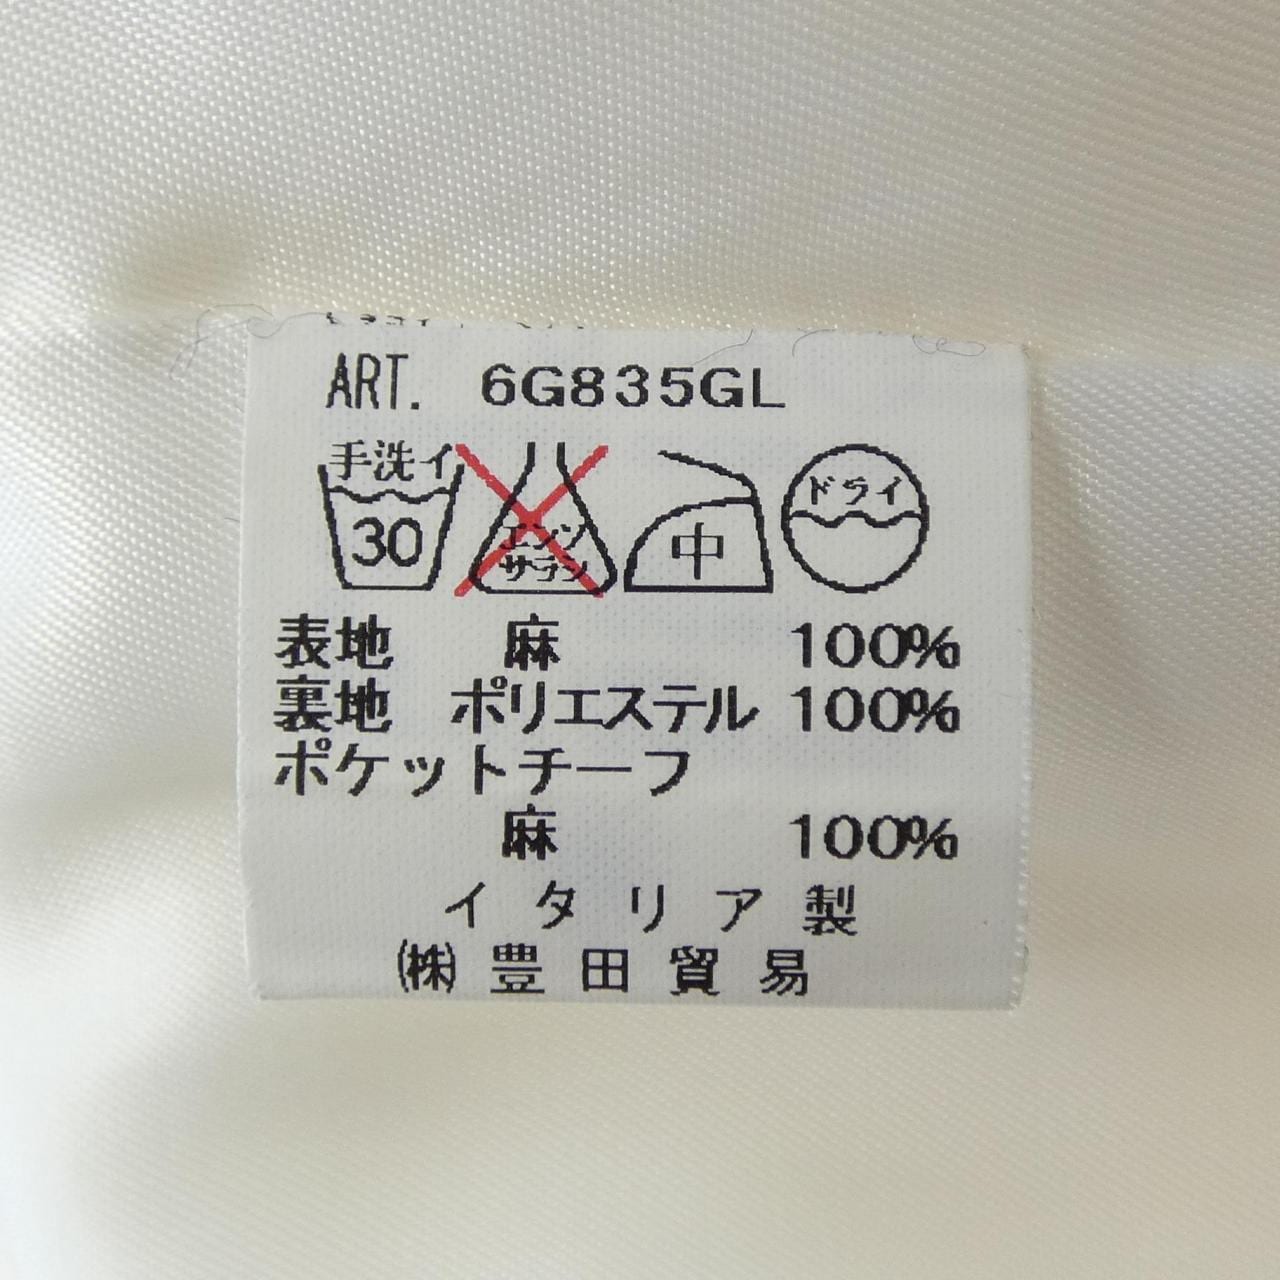 ART. 6G835GL
手洗イ 30 エンソサラシ 中 ドライ
表地 麻 100%
裏地 ポリエステル 100%
ポケットチーフ
麻 100%
イタリア製
㈱豊田貿易